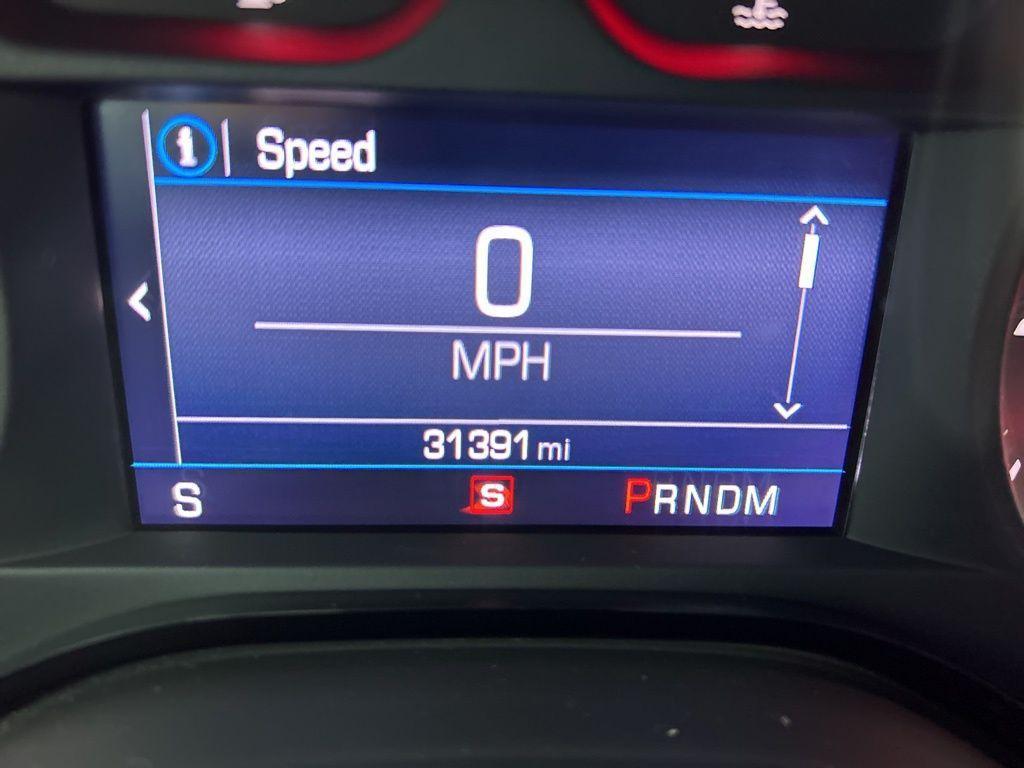 i Speed
0
MPH
31391 mi
S S PRNDM